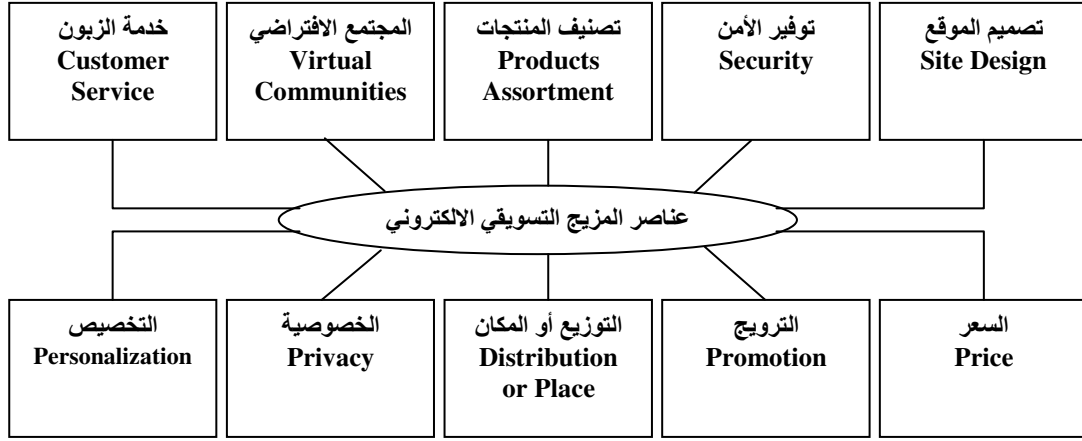 تصميم الموقع
Site Design
توفير الأمن
Security
تصنيف المنتجات
Products
Assortment
المجتمع الافتراضي
Virtual
Communities
خدمة الزبون
Customer
Service
عناصر المزيج التسويقي الالكتروني
السعر
Price
الترويج
Promotion
التوزيع أو المكان
Distribution
or Place
الخصوصية
Privacy
التخصيص
Personalization